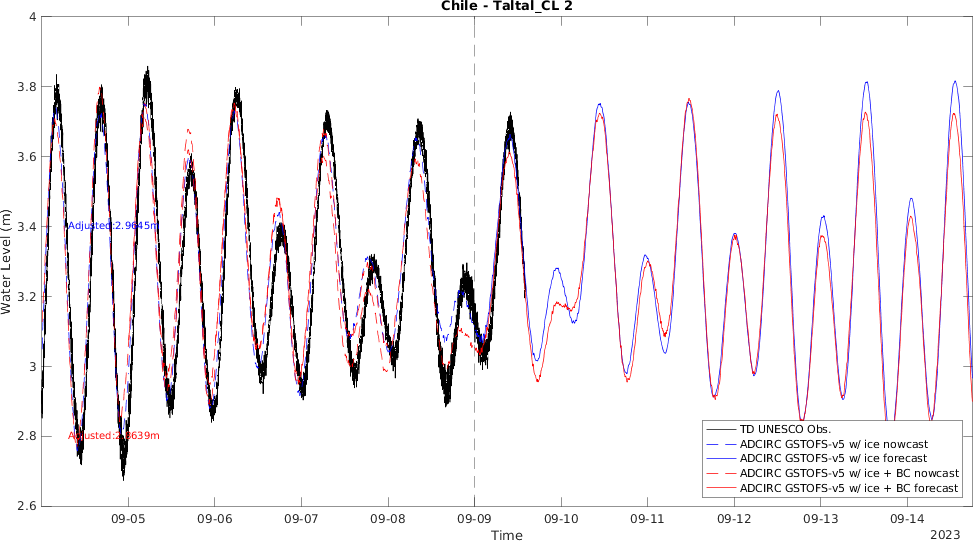 Chile - Taltal_CL 2
4
3.8
3.6
3.4
3.2
3
2.8
2.6
Water Level (m)
Adjusted:2.9645m
Adjusted:2.8639m
TD UNESCO Obs.
ADCIRC GSTOFS-v5 w/ ice nowcast
ADCIRC GSTOFS-v5 w/ ice forecast
ADCIRC GSTOFS-v5 w/ ice + BC nowcast
ADCIRC GSTOFS-v5 w/ ice + BC forecast
09-05 09-06 09-07 09-08 09-09 09-10 09-11 09-12 09-13 09-14
Time
2023